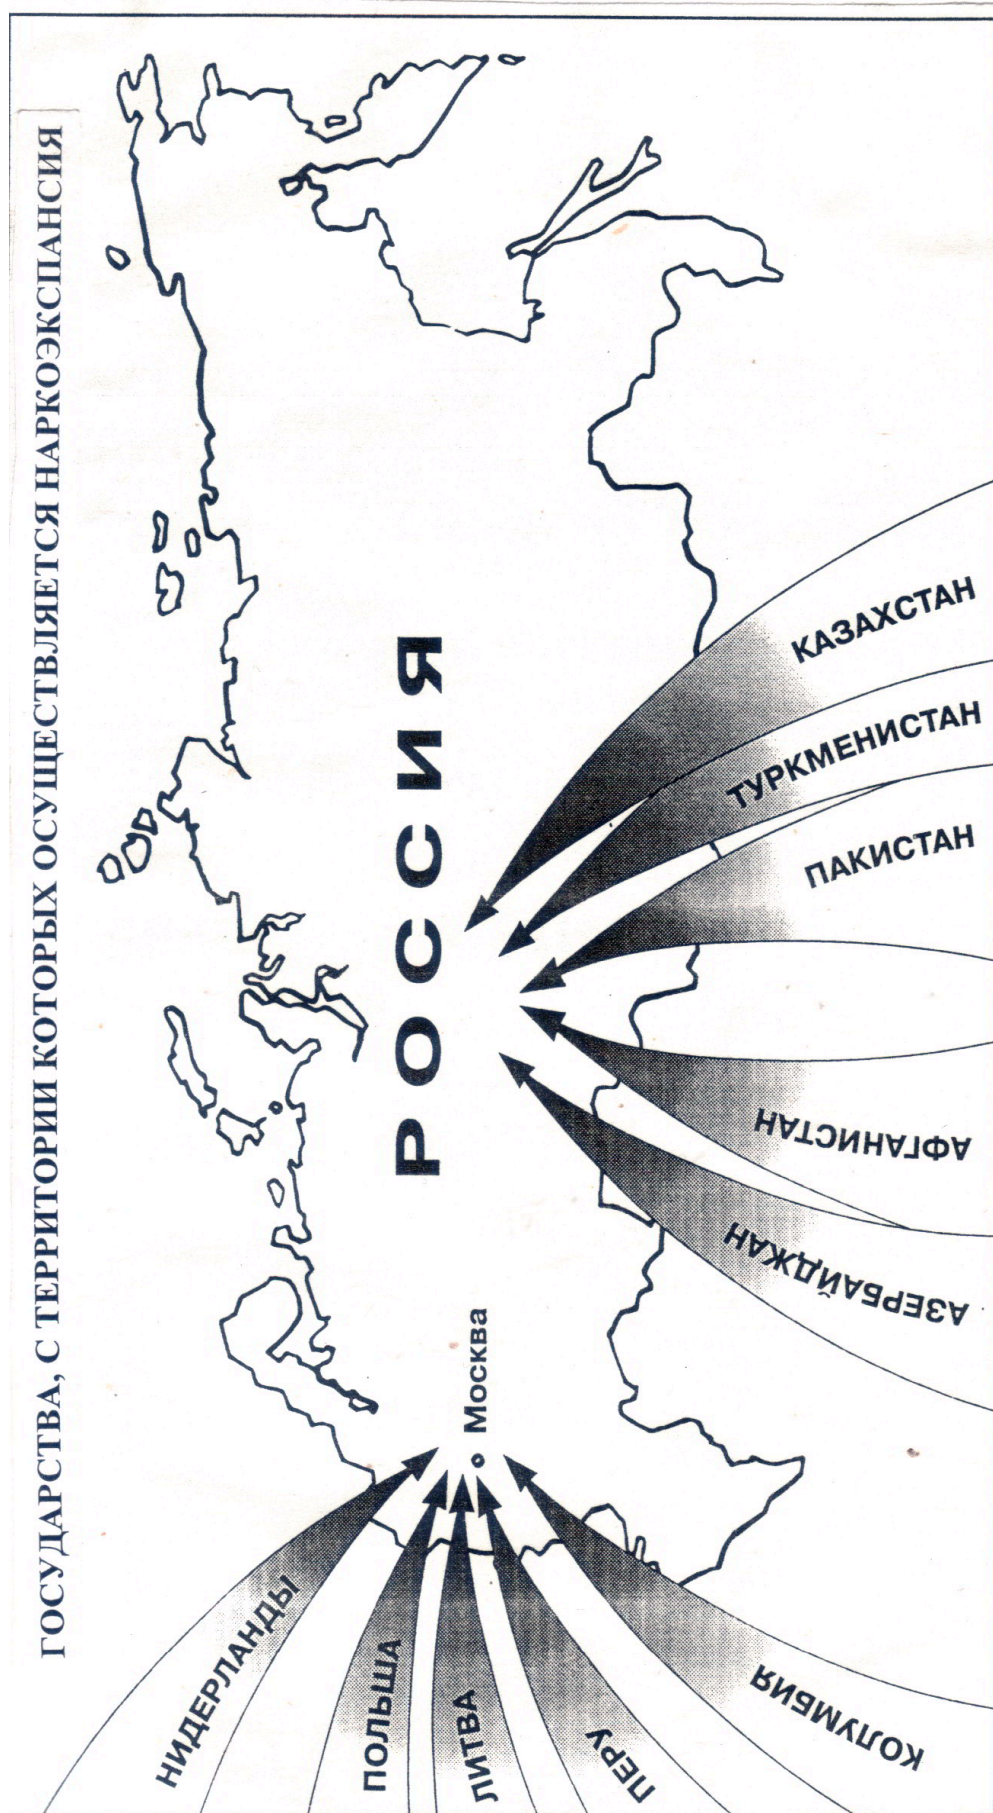 ГОСУДАРСТВА, С ТЕРРИТОРИИ КОТОРЫХ ОСУЩЕСТВЛЯЕТСЯ НАРКОЭКСПАНСИЯ
РОССИЯ
Москва
НИДЕРЛАНДЫ
ПОЛЬША
ЛИТВА
ПЕРУ
КОЛУМБИЯ
АЗЕРБАЙДЖАН
АФГАНИСТАН
ПАКИСТАН
ТУРКМЕНИСТАН
КАЗАХСТАН